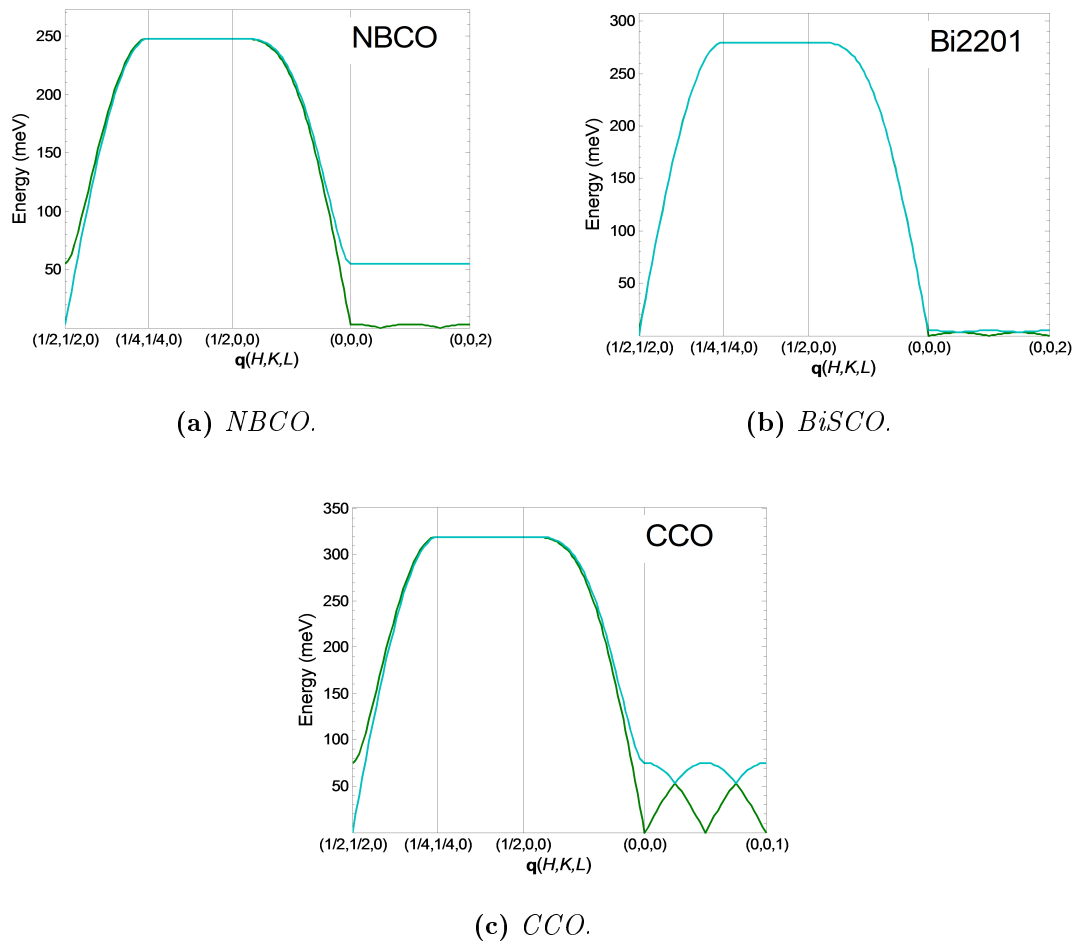 NBCO
Energy (meV)
250
200
150
100
50
(1/2,1/2,0) (1/4,1/4,0) (1/2,0,0) (0,0,0) (0,0,2)
q(H,K,L)
(a) NBCO.
Bi2201
Energy (meV)
300
250
200
150
100
50
(1/2,1/2,0) (1/4,1/4,0) (1/2,0,0) (0,0,0) (0,0,2)
q(H,K,L)
(b) BiSCO.
CCO
Energy (meV)
350
300
250
200
150
100
50
(1/2,1/2,0) (1/4,1/4,0) (1/2,0,0) (0,0,0) (0,0,1)
q(H,K,L)
(c) CCO.